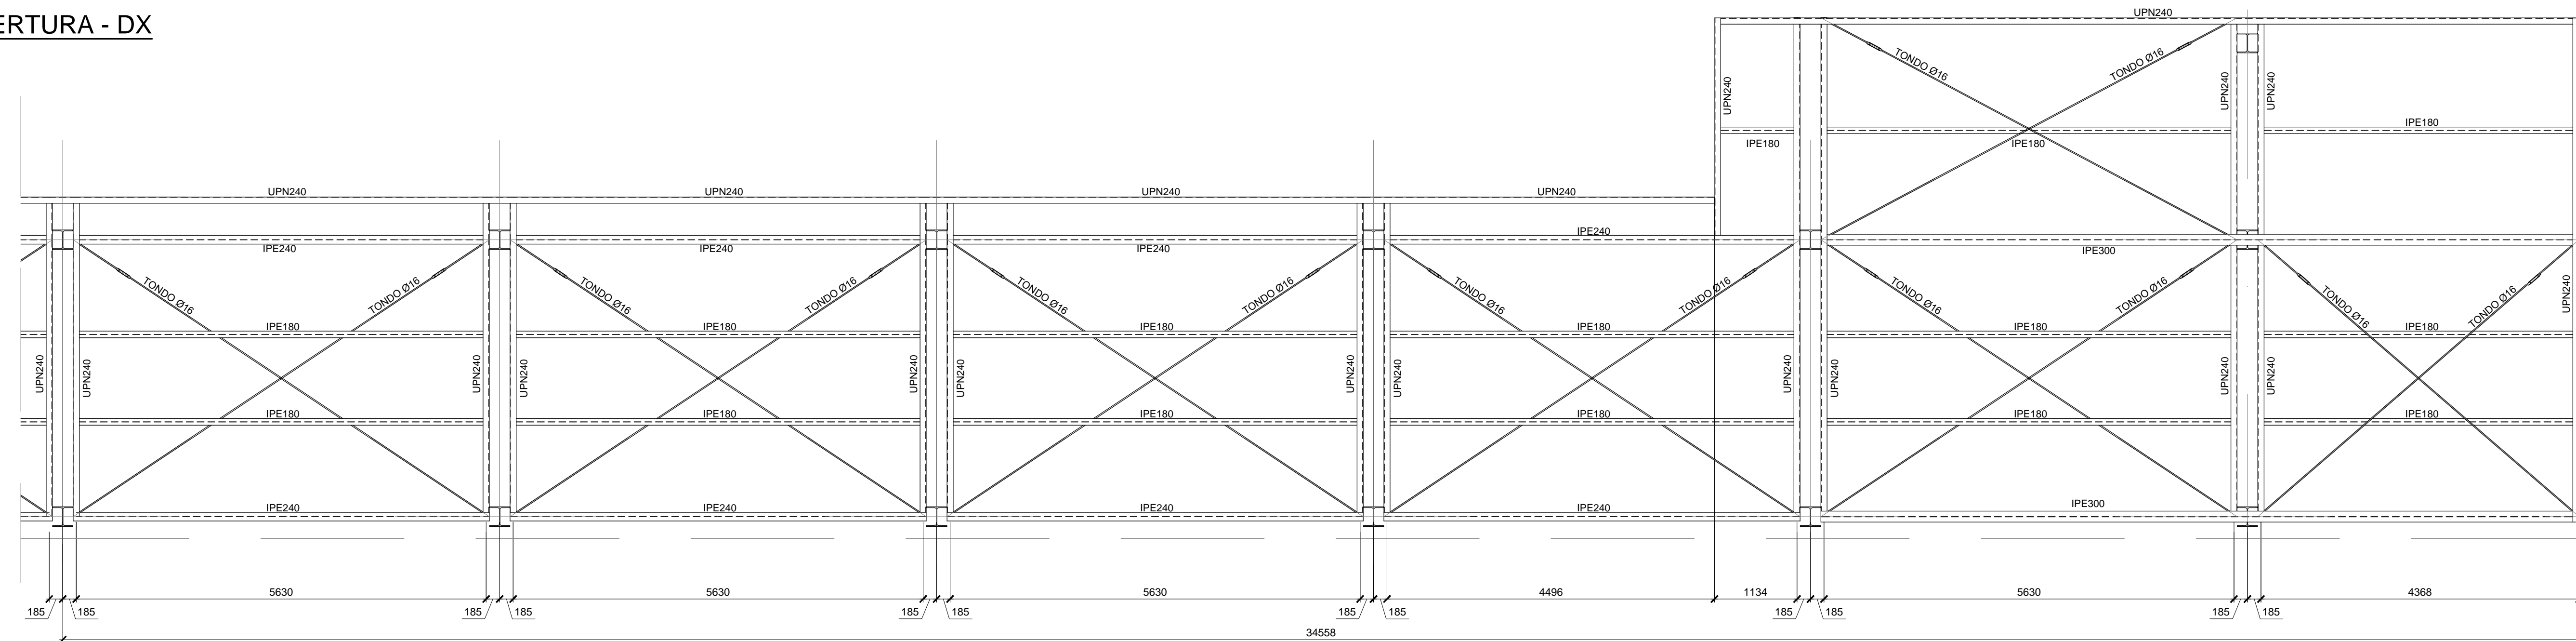 ERTURA - DX
UPN240
TONDO Ø16 TONDO Ø16
UPN240 UPN240 UPN240
IPE180
IPE180 IPE180
UPN240 UPN240 UPN240 UPN240
IPE240 IPE240 IPE240 IPE240 IPE300
TONDO Ø16 TONDO Ø16 TONDO Ø16 TONDO Ø16 TONDO Ø16 TONDO Ø16 TONDO Ø16 TONDO Ø16 TONDO Ø16 TONDO Ø16 TONDO Ø16 TONDO Ø16
UPN240
IPE180 IPE180 IPE180 IPE180 IPE180 IPE180
UPN240 UPN240 UPN240 UPN240 UPN240 UPN240 UPN240 UPN240 UPN240 UPN240 UPN240 UPN240
IPE180 IPE180 IPE180 IPE180 IPE180 IPE180
IPE240 IPE240 IPE240 IPE240 IPE300
5630 5630 5630 4496 1134 5630 4368
185 185 185 185 185 185 185 185 185 185 185 185
34558